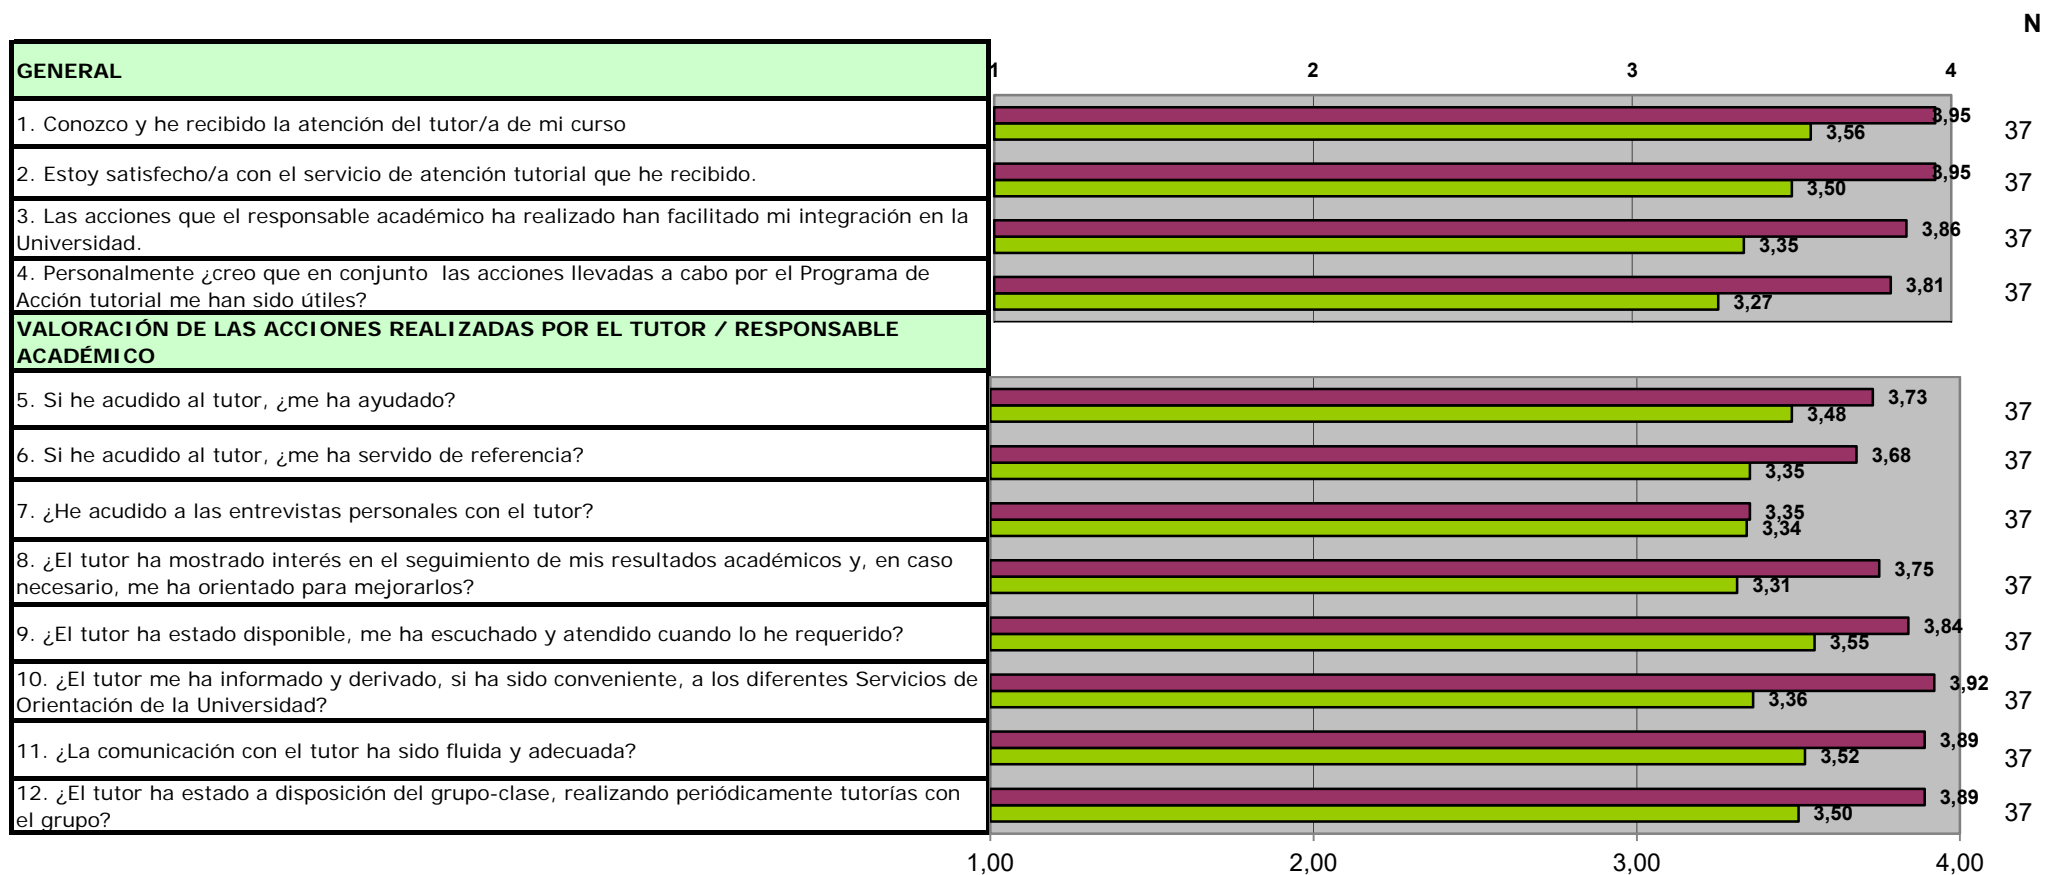 N
GENERAL
1 2 3 4
1. Conozco y he recibido la atención del tutor/a de mi curso
3,95
3,56
37
2. Estoy satisfecho/a con el servicio de atención tutorial que he recibido.
3,95
3,50
37
3. Las acciones que el responsable académico ha realizado han facilitado mi integración en la
Universidad.
3,86
3,35
37
4. Personalmente ¿creo que en conjunto  las acciones llevadas a cabo por el Programa de
Acción tutorial me han sido útiles?
3,81
3,27
37
VALORACIÓN DE LAS ACCIONES REALIZADAS POR EL TUTOR / RESPONSABLE
ACADÉMICO
5. Si he acudido al tutor, ¿me ha ayudado?
3,73
3,48
37
6. Si he acudido al tutor, ¿me ha servido de referencia?
3,68
3,35
37
7. ¿He acudido a las entrevistas personales con el tutor?
3,35
3,34
37
8. ¿El tutor ha mostrado interés en el seguimiento de mis resultados académicos y, en caso
necesario, me ha orientado para mejorarlos?
3,75
3,31
37
9. ¿El tutor ha estado disponible, me ha escuchado y atendido cuando lo he requerido?
3,84
3,55
37
10. ¿El tutor me ha informado y derivado, si ha sido conveniente, a los diferentes Servicios de
Orientación de la Universidad?
3,92
3,36
37
11. ¿La comunicación con el tutor ha sido fluida y adecuada?
3,89
3,52
37
12. ¿El tutor ha estado a disposición del grupo-clase, realizando periódicamente tutorías con
el grupo?
3,89
3,50
37
1,00 2,00 3,00 4,00